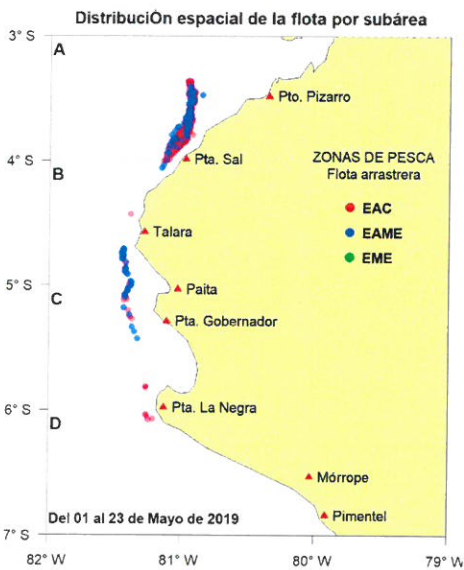 DistribuciÓn espacial de la flota por subárea
3° S
A
Pto. Pizarro
4° S
Pta. Sal
B
ZONAS DE PESCA
Flota arrastrera
EAC
EAME
EME
Talara
5° S
C
Paita
Pta. Gobernador
6° S
D
Pta. La Negra
Mórrope
Pimentel
Del 01 al 23 de Mayo de 2019
7° S
82° W 81° W 80° W 79° W